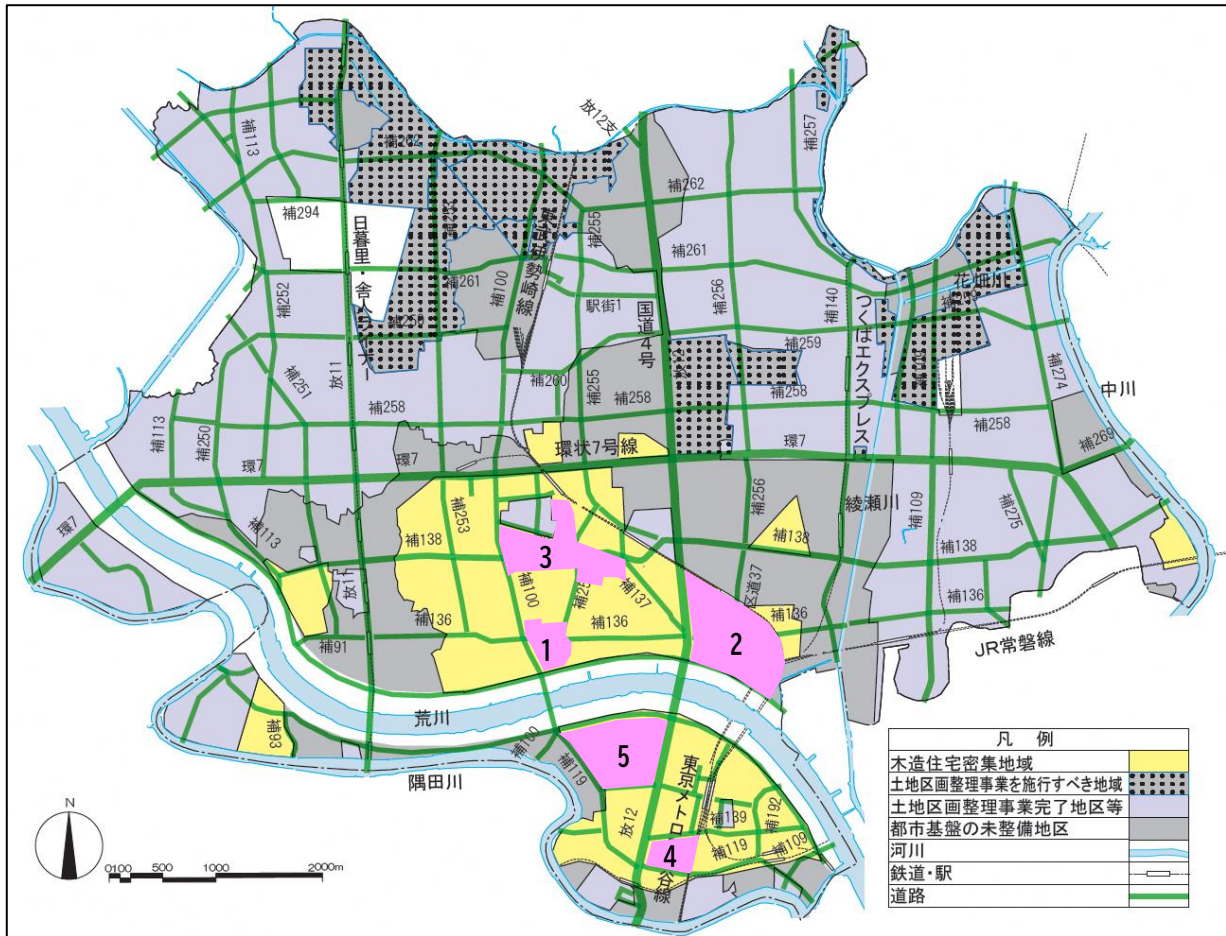 放12支
補257
補113
補262
補262
補294
補253
補255
日暮里・舎人ライナー
補261
補261
補100
勢崎線
花畑川
補252
駅街1
国道4号
補256
補140
つくばエクスプレス
補259
補251
放11
補260
補255
補258
補258
補258
補258
補274
中川
補269
補113
補250
環7
環7
環状7号線
環7
補256
綾瀬川
補109
補275
環7
補113
補253
補138
補138
補138
3
補100
補137
区道37
放11
補136
補136
補136
補136
補91
1
2
JR常磐線
荒川
補93
隅田川
補100
補119
5
東京メトロ
谷線
放12
補139
補192
補119
補109
4
N
0 100
500
1000
2000m
凡 例
木造住宅密集地域
土地区画整理事業を施行すべき地域
土地区画整理事業完了地区等
都市基盤の未整備地区
河川
鉄道・駅
道路